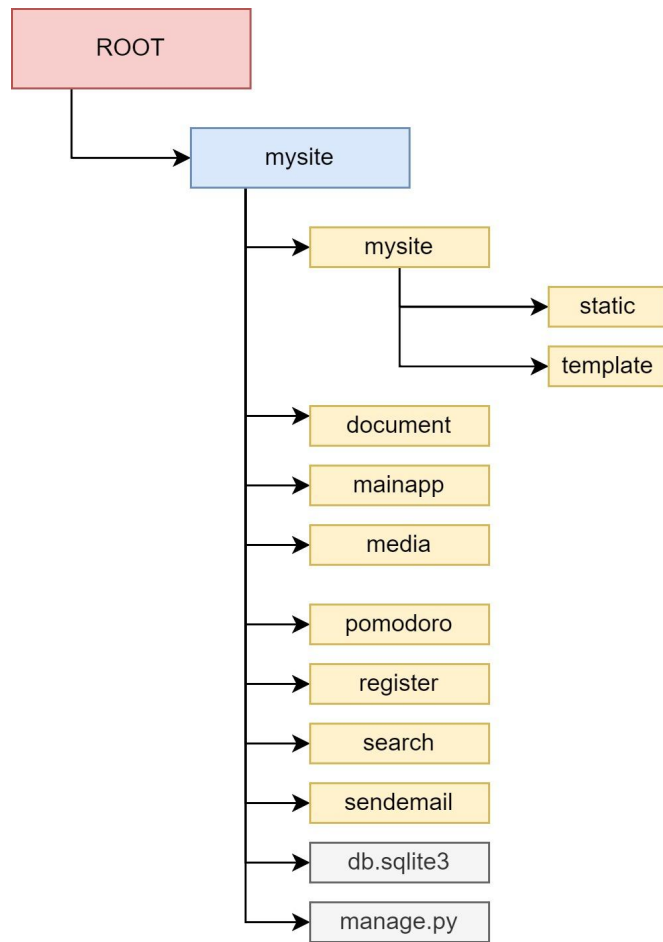 ROOT
mysite
mysite
static
template
document
mainapp
media
pomodoro
register
search
sendemail
db.sqlite3
manage.py